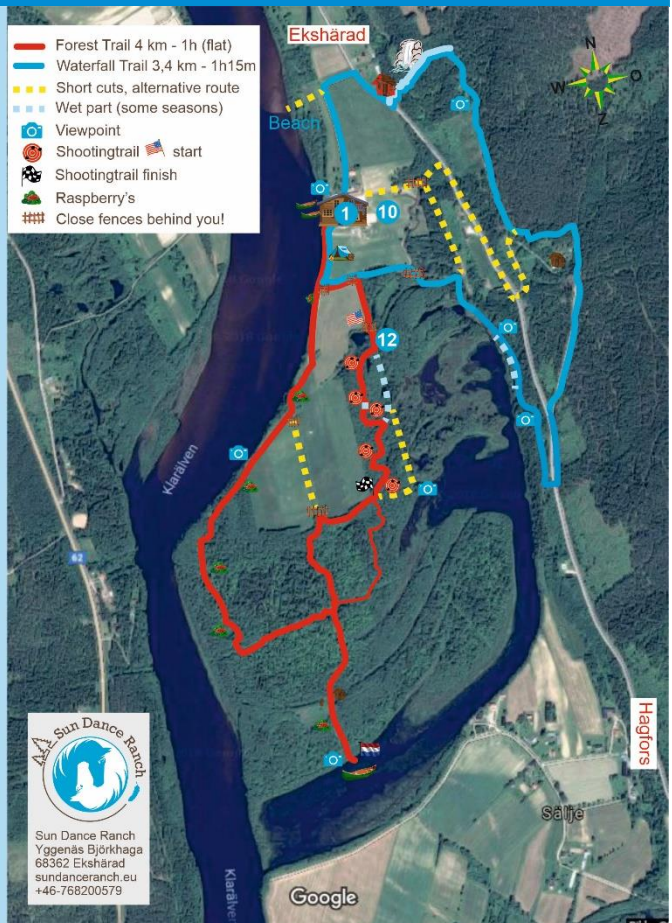 Ekshärad
Forest Trail 4 km - 1h (flat)
Waterfall Trail 3,4 km - 1h15m
Short cuts, alternative route
Wet part (some seasons)
Viewpoint
Shootingtrail start
Shootingtrail finish
Raspberry's
Close fences behind you!
N
W
O
Z
Beach
1
10
12
Klarälven
62
Hagfors
Sälje
Sun Dance Ranch
Sun Dance Ranch
Yggenäs Björkhaga
68362 Ekshärad
sundanceranch.eu
+46-768200579
Klarälven
Google